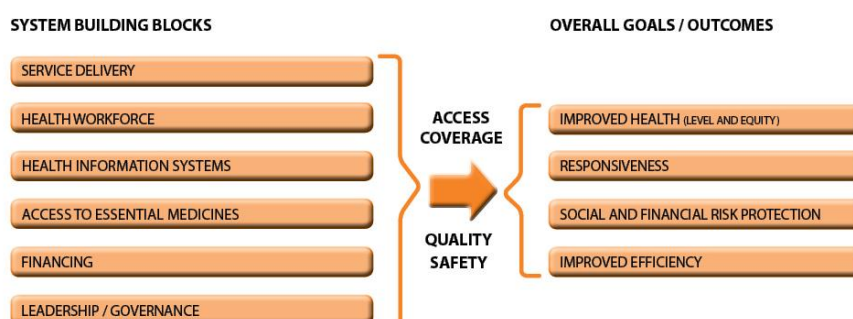 SYSTEM BUILDING BLOCKS
SERVICE DELIVERY
HEALTH WORKFORCE
HEALTH INFORMATION SYSTEMS
ACCESS TO ESSENTIAL MEDICINES
FINANCING
LEADERSHIP / GOVERNANCE
ACCESS
COVERAGE
QUALITY
SAFETY
OVERALL GOALS / OUTCOMES
IMPROVED HEALTH (LEVEL AND EQUITY)
RESPONSIVENESS
SOCIAL AND FINANCIAL RISK PROTECTION
IMPROVED EFFICIENCY